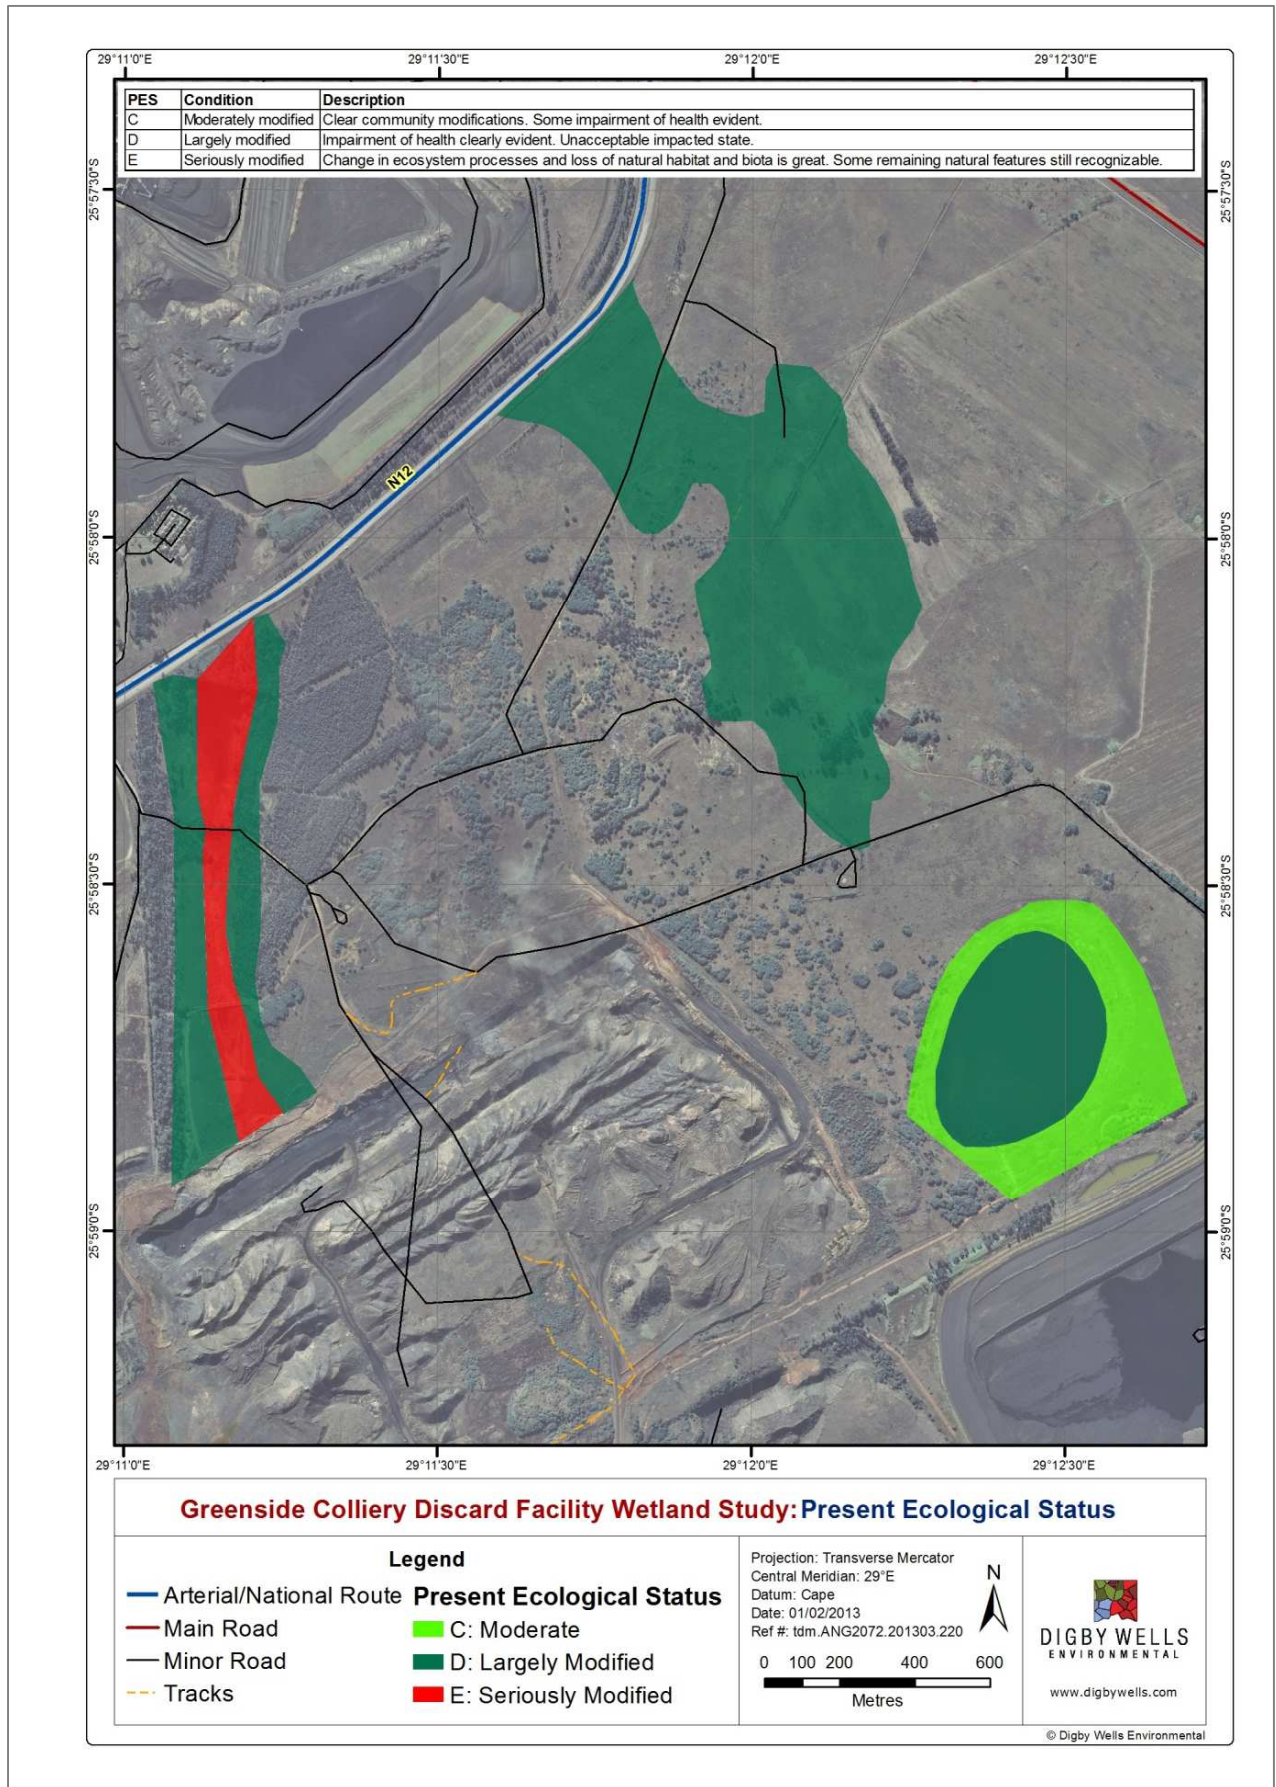 29°11'0"E 29°11'30"E 29°12'0"E 29°12'30"E
PES Condition Description
C Moderately modified Clear community modifications. Some impairment of health evident.
D Largely modified Impairment of health clearly evident. Unacceptable impacted state.
E Seriously modified Change in ecosystem processes and loss of natural habitat and biota is great. Some remaining natural features still recognizable.
25°57'30"S 25°57'30"S
N12
25°58'0"S 25°58'0"S
25°58'30"S 25°58'30"S
25°59'0"S 25°59'0"S
29°11'0"E 29°11'30"E 29°12'0"E 29°12'30"E
Greenside Colliery Discard Facility Wetland Study: Present Ecological Status
Legend
Arterial/National Route
Main Road
Minor Road
Tracks
Present Ecological Status
C: Moderate
D: Largely Modified
E: Seriously Modified
Projection: Transverse Mercator
Central Meridian: 29°E
Datum: Cape
Date: 01/02/2013
Ref #: tdm.ANG2072.201303.220
N
0 100 200 400 600
Metres
DIGBY WELLS
ENVIRONMENTAL
www.digbywells.com
© Digby Wells Environmental